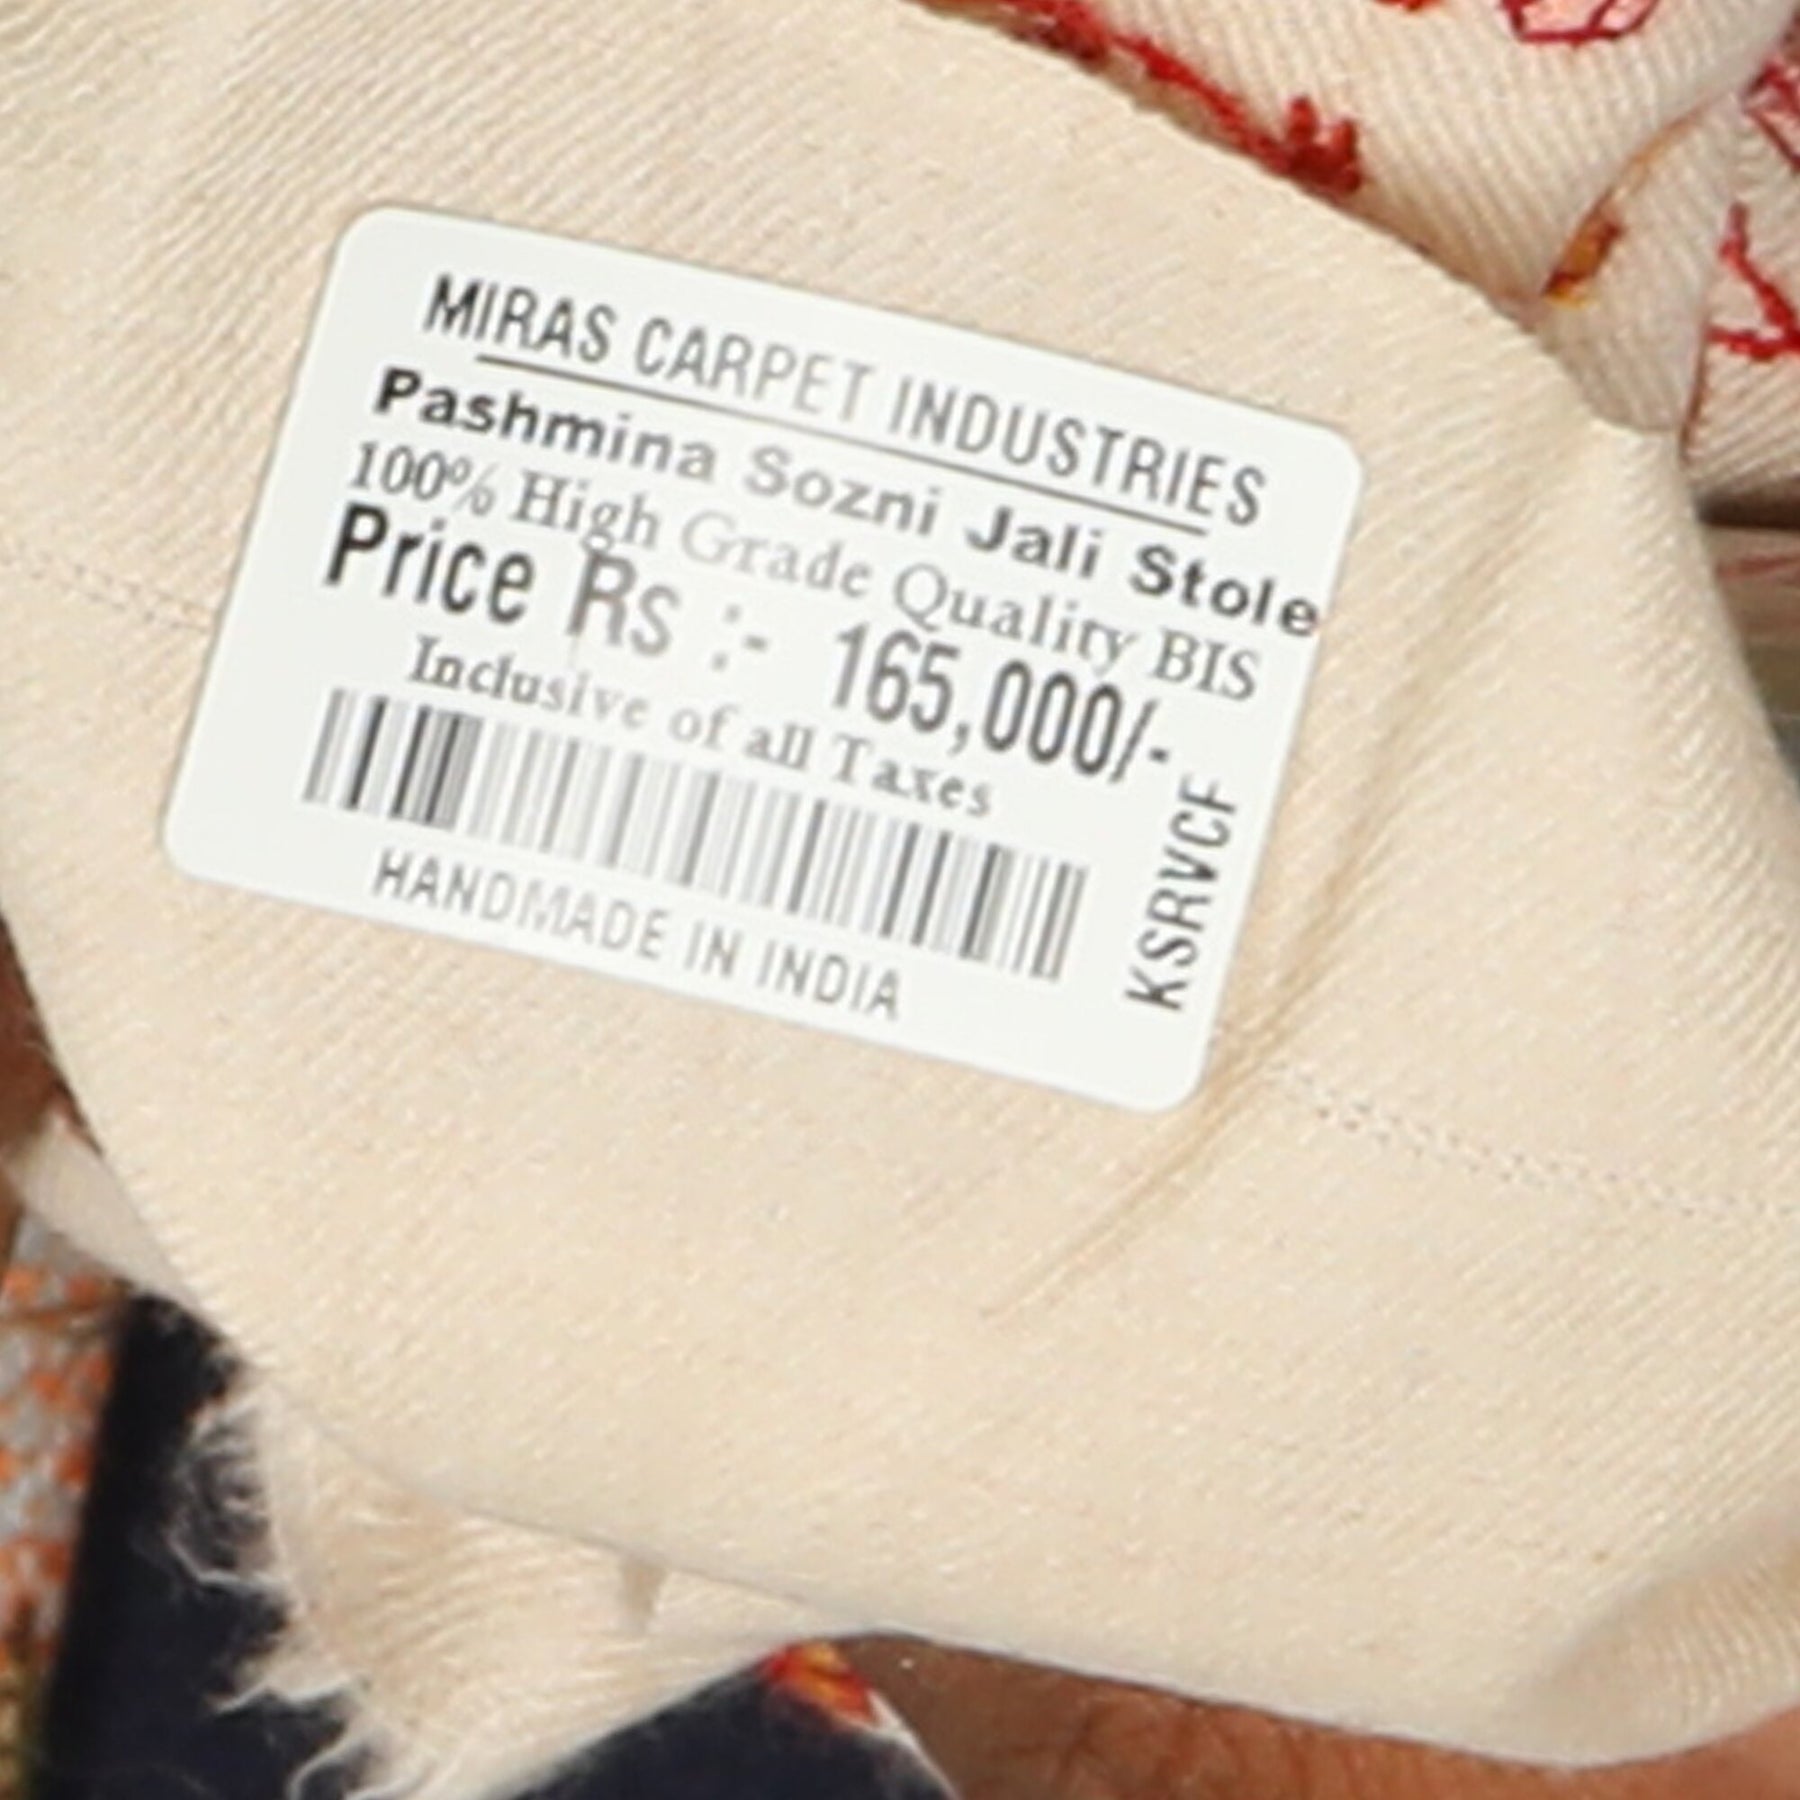 MIRAS CARPET INDUSTRIES
Pashmina Sozni Jali Stole
100% High Grade Quality BIS
Price Rs :- 165,000/-
Inclusive of all Taxes
HANDMADE IN INDIA
KSRVCF